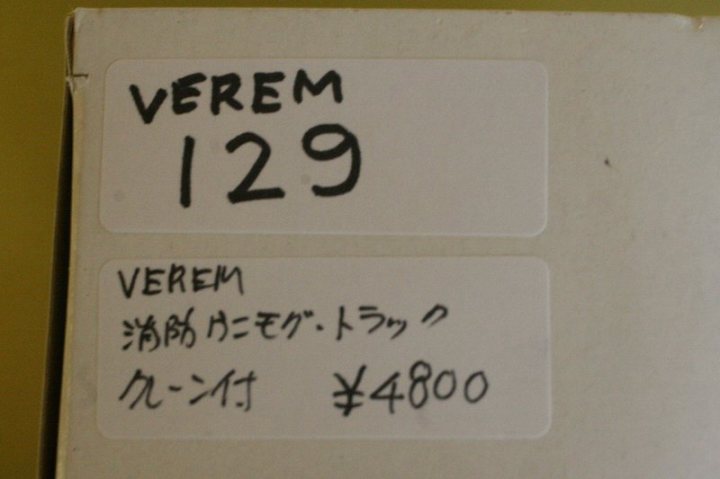 VEREM
129
VEREM
消防ウニモグ・トラック
クレーン付 ¥4800